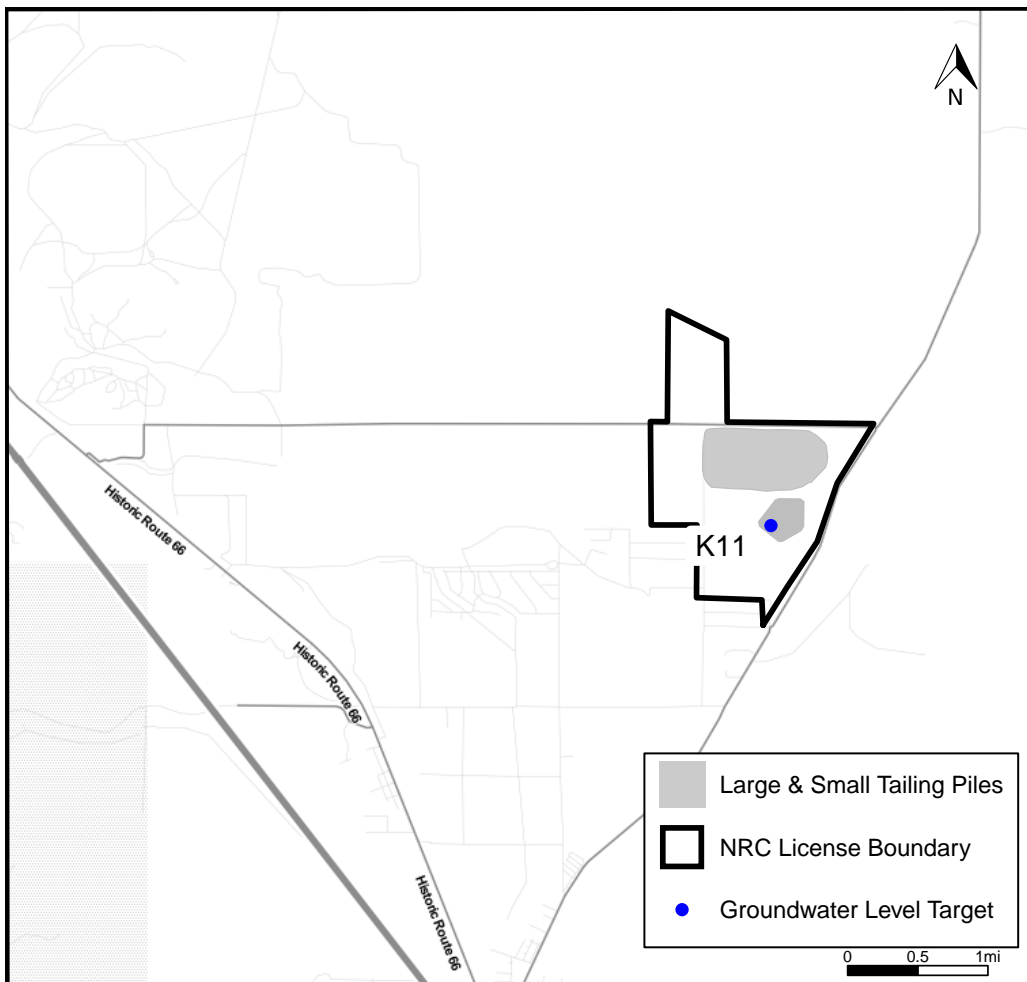 N
K11
Historic Route 66
Historic Route 66
Historic Route 66
Large & Small Tailing Piles
NRC License Boundary
Groundwater Level Target
0 0.5 1mi